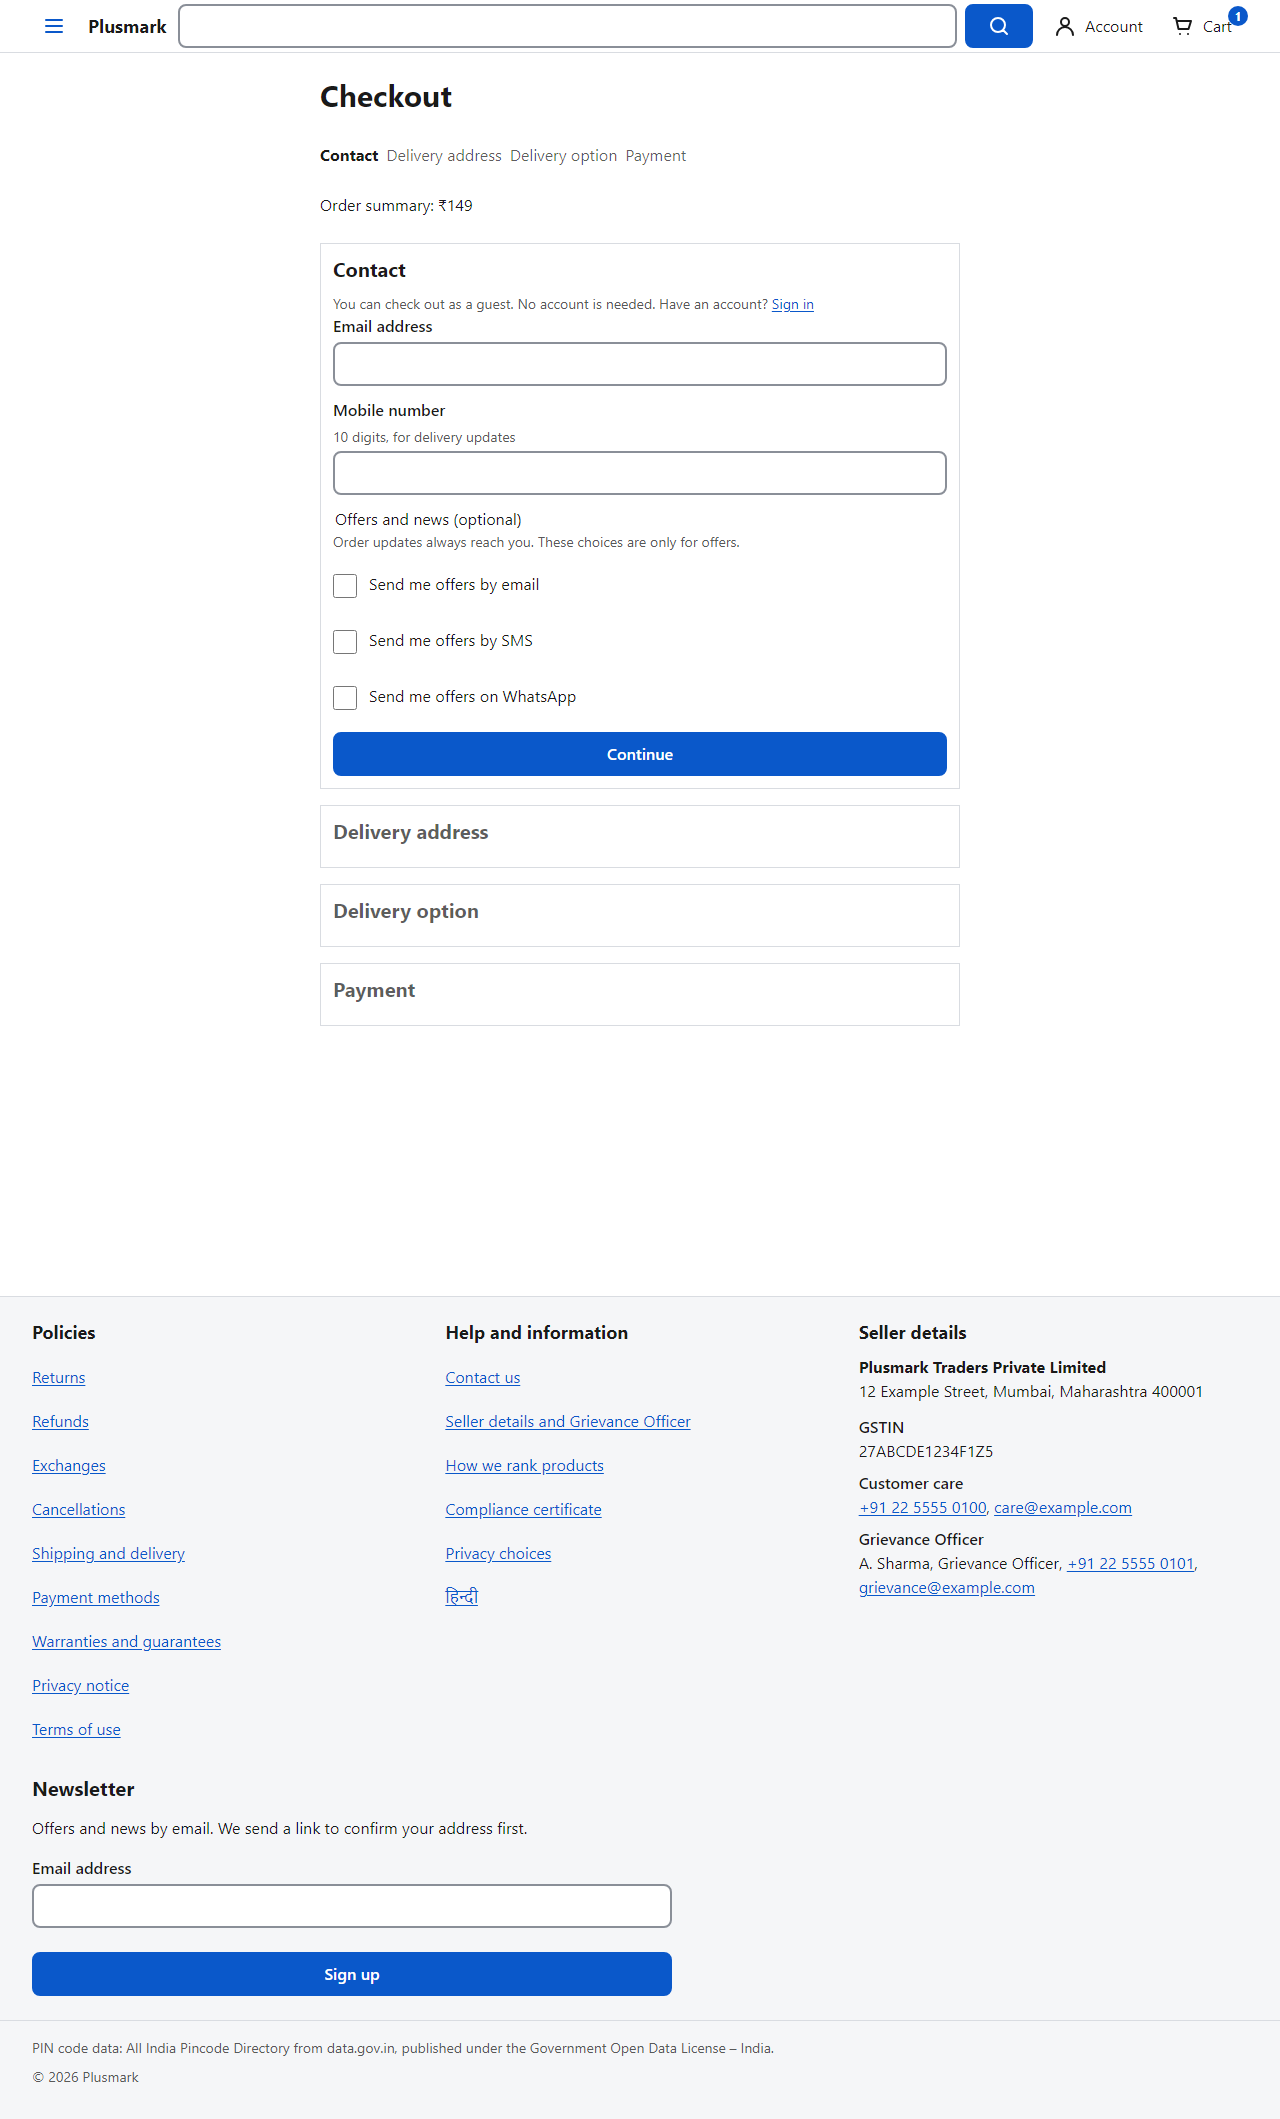 Plusmark
Account
Cart
1
Checkout
Contact Delivery address Delivery option Payment
Order summary: ₹149
Contact
You can check out as a guest. No account is needed. Have an account? Sign in
Email address
Mobile number
10 digits, for delivery updates
Offers and news (optional)
Order updates always reach you. These choices are only for offers.
Send me offers by email
Send me offers by SMS
Send me offers on WhatsApp
Continue
Delivery address
Delivery option
Payment
Policies
Returns
Refunds
Exchanges
Cancellations
Shipping and delivery
Payment methods
Warranties and guarantees
Privacy notice
Terms of use
Help and information
Contact us
Seller details and Grievance Officer
How we rank products
Compliance certificate
Privacy choices
हिन्दी
Seller details
Plusmark Traders Private Limited
12 Example Street, Mumbai, Maharashtra 400001
GSTIN
27ABCDE1234F1Z5
Customer care
+91 22 5555 0100, care@example.com
Grievance Officer
A. Sharma, Grievance Officer, +91 22 5555 0101,
grievance@example.com
Newsletter
Offers and news by email. We send a link to confirm your address first.
Email address
Sign up
PIN code data: All India Pincode Directory from data.gov.in, published under the Government Open Data License – India.
© 2026 Plusmark